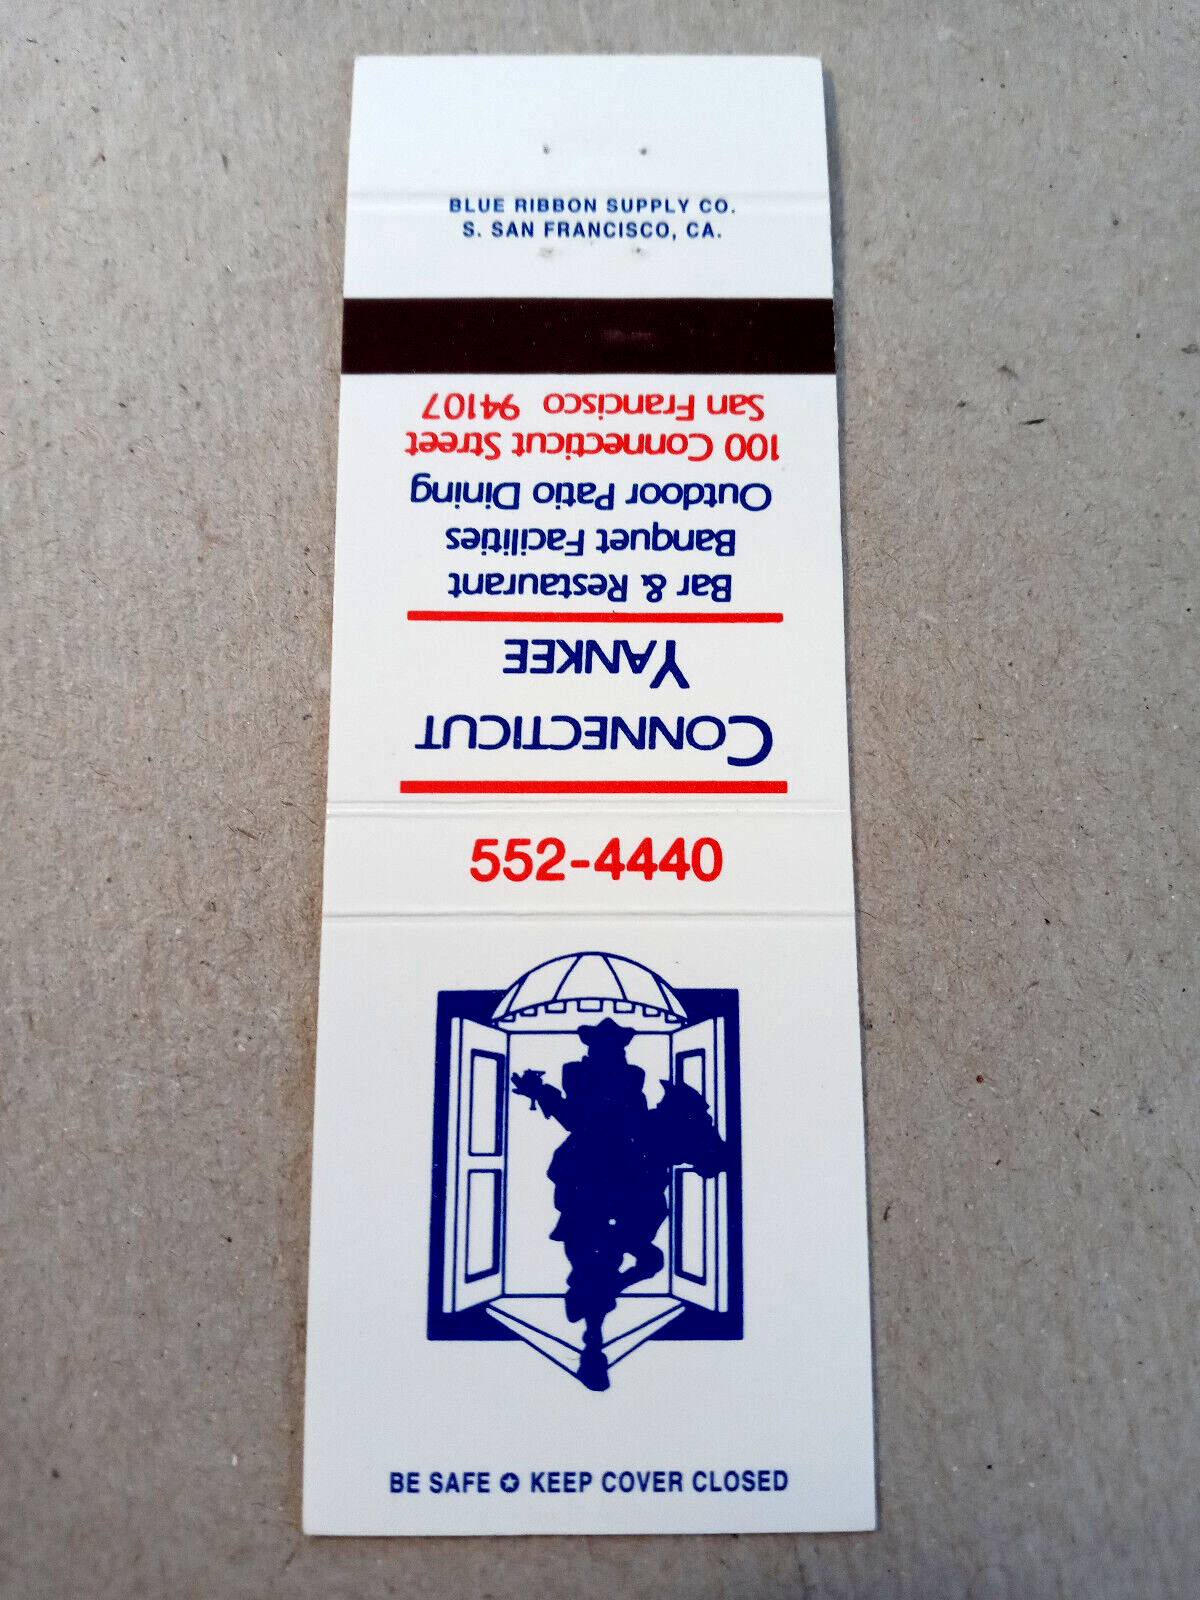 BLUE RIBBON SUPPLY CO.
S. SAN FRANCISCO, CA.
CONNECTICUT
YANKEE
Bar & Restaurant
Banquet Facilities
Outdoor Patio Dining
100 Connecticut Street
San Francisco 94107
552-4440
BE SAFE ✪ KEEP COVER CLOSED